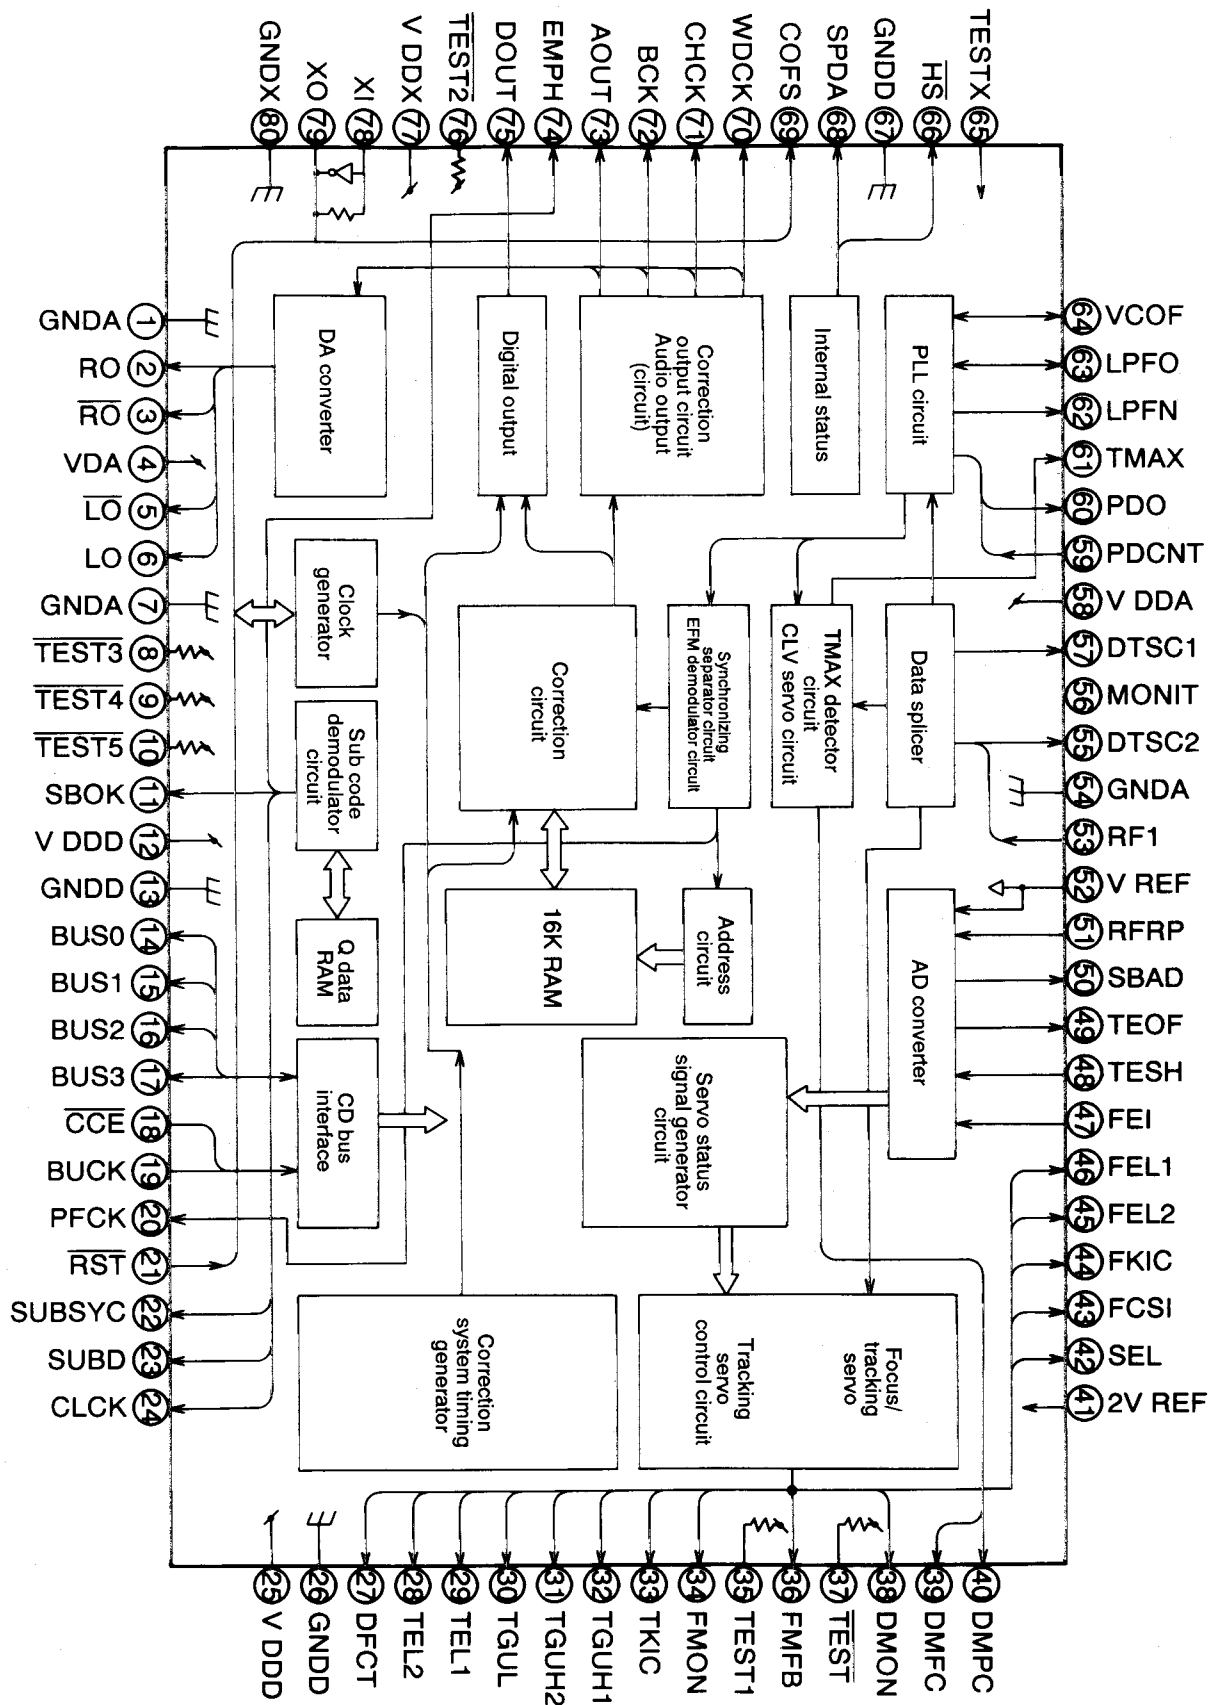 GNDX 80
XO 79
XI 78
V DDX 77
T̅E̅S̅T̅2̅ 76
DOUT 75
EMPH 74
AOUT 73
BCK 72
CHCK 71
WDCK 70
COFS 69
SPDA 68
GNDD 67
H̅S̅ 66
TESTX 65
GNDA 1
RO 2
R̅O̅ 3
VDA 4
L̅O̅ 5
LO 6
GNDA 7
T̅E̅S̅T̅3̅ 8
T̅E̅S̅T̅4̅ 9
T̅E̅S̅T̅5̅ 10
SBOK 11
V DDD 12
GNDD 13
BUS0 14
BUS1 15
BUS2 16
BUS3 17
C̅C̅E̅ 18
BUCK 19
PFCK 20
R̅S̅T̅ 21
SUBSYC 22
SUBD 23
CLCK 24
DA converter
Digital output
Correction
output circuit
Audio output
(circuit)
Internal status
PLL circuit
Clock
generator
Sub code
demodulator
circuit
Correction
circuit
Synchronizing
separator circuit
EFM demodulator circuit
TMAX detector
circuit
CLV servo circuit
Data splicer
Q data
RAM
16K RAM
Address
circuit
AD converter
CD bus
interface
Servo status
signal generator
circuit
Correction
system timing
generator
Tracking
servo
control circuit
Focus/
tracking
servo
64 VCOF
63 LPFO
62 LPFN
61 TMAX
60 PDO
59 PDCNT
58 V DDA
57 DTSC1
56 MONIT
55 DTSC2
54 GNDA
53 RF1
52 V REF
51 RFRP
50 SBAD
49 TEOF
48 TESH
47 FEI
46 FEL1
45 FEL2
44 FKIC
43 FCSI
42 SEL
41 2V REF
25 V DDD
26 GNDD
27 DFCT
28 TEL2
29 TEL1
30 TGUL
31 TGUH2
32 TGUH1
33 TKIC
34 FMON
35 TEST1
36 FMFB
37 T̅E̅S̅T̅
38 DMON
39 DMFC
40 DMPC